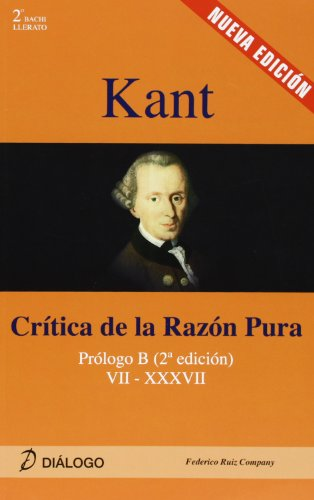 2º BACHI
LLERATO
NUEVA EDICIÓN
Kant
Crítica de la Razón Pura
Prólogo B (2ª edición)
VII - XXXVII
DIÁLOGO
Federico Ruiz Company